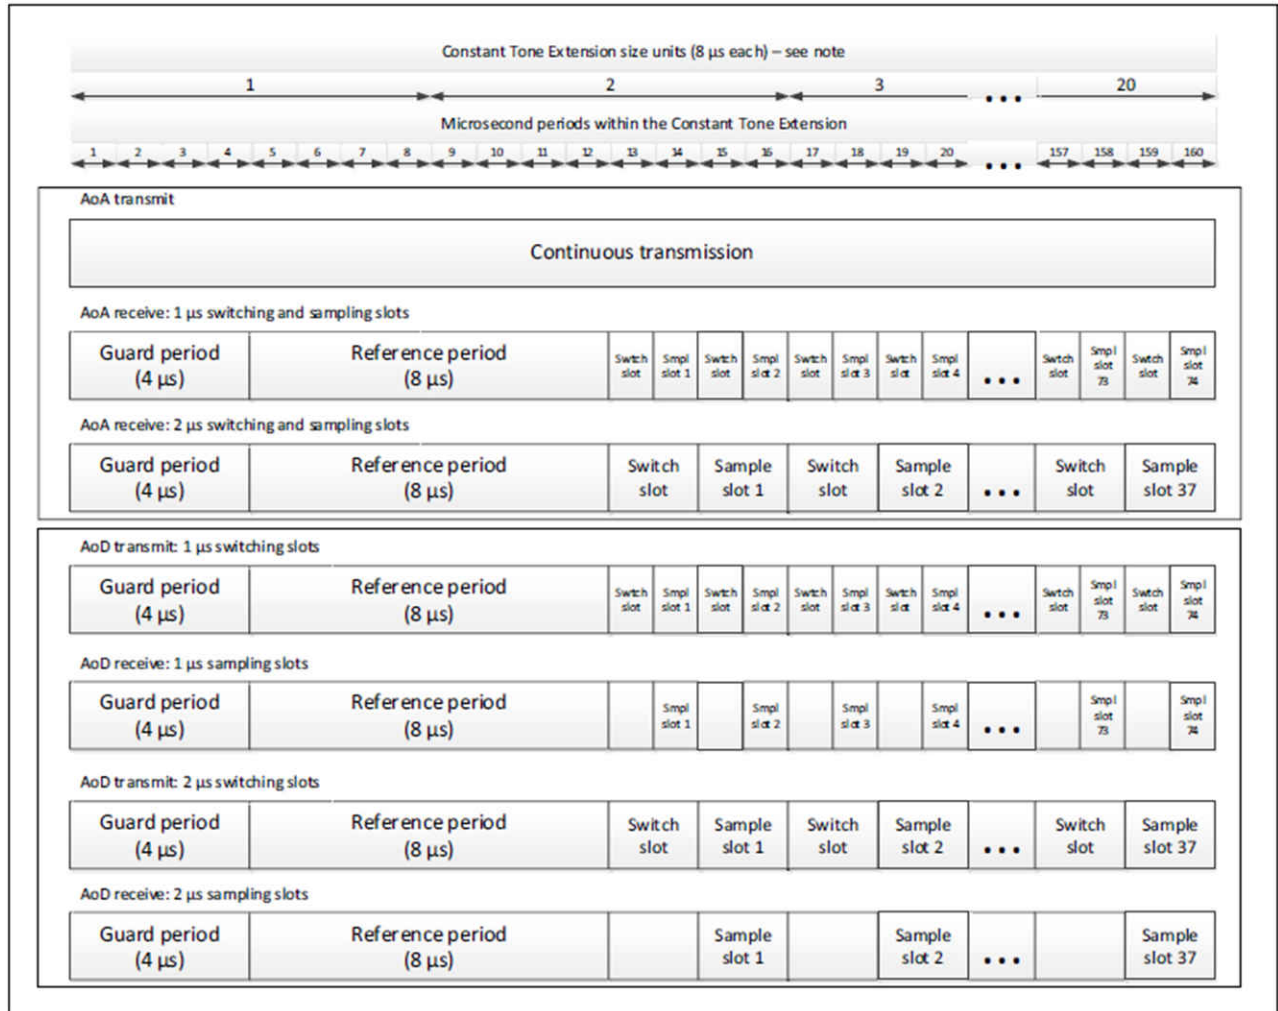 Constant Tone Extension size units (8 µs each) – see note
1 2 3 ... 20
Microsecond periods within the Constant Tone Extension
1 2 3 4 5 6 7 8 9 10 11 12 13 14 15 16 17 18 19 20 ... 157 158 159 160
AoA transmit
Continuous transmission
AoA receive: 1 µs switching and sampling slots
Guard period Reference period Swtch Smpl Swtch Smpl Swtch Smpl Swtch Smpl ... Swtch Smpl Swtch Smpl
(4 µs) (8 µs) slot slot 1 slot slot 2 slot slot 3 slot slot 4 slot slot slot slot
73 74
AoA receive: 2 µs switching and sampling slots
Guard period Reference period Switch Sample Switch Sample ... Switch Sample
(4 µs) (8 µs) slot slot 1 slot slot 2 slot slot 37
AoD transmit: 1 µs switching slots
Guard period Reference period Swtch Smpl Swtch Smpl Swtch Smpl Swtch Smpl ... Swtch Smpl Swtch Smpl
(4 µs) (8 µs) slot slot 1 slot slot 2 slot slot 3 slot slot 4 slot slot slot slot
73 74
AoD receive: 1 µs sampling slots
Guard period Reference period Smpl Smpl Smpl Smpl ... Smpl Smpl
(4 µs) (8 µs) slot 1 slot 2 slot 3 slot 4 slot slot
73 74
AoD transmit: 2 µs switching slots
Guard period Reference period Switch Sample Switch Sample ... Switch Sample
(4 µs) (8 µs) slot slot 1 slot slot 2 slot slot 37
AoD receive: 2 µs sampling slots
Guard period Reference period Sample Sample ... Sample
(4 µs) (8 µs) slot 1 slot 2 slot 37